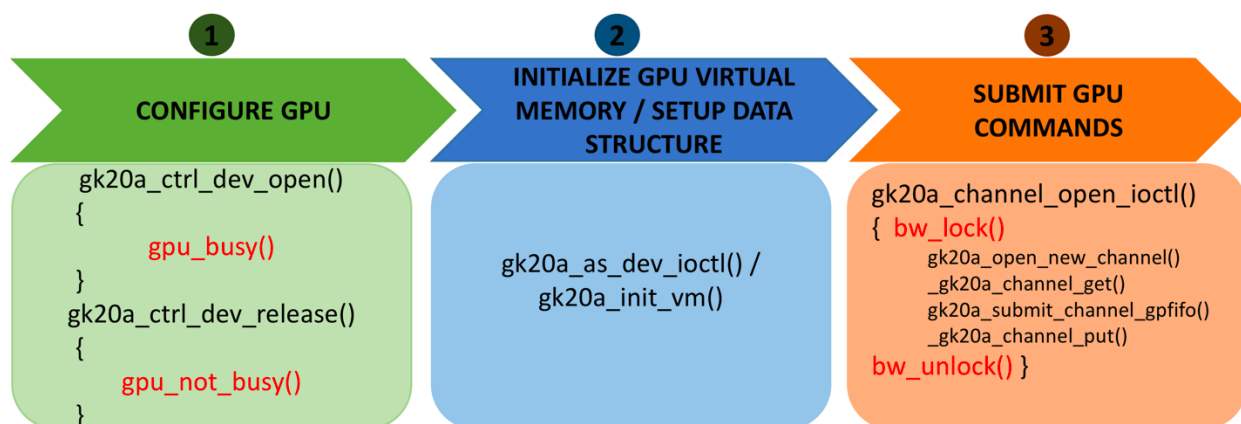 1
CONFIGURE GPU
gk20a_ctrl_dev_open()
{
gpu_busy()
}
gk20a_ctrl_dev_release()
{
gpu_not_busy()
}
2
INITIALIZE GPU VIRTUAL
MEMORY / SETUP DATA
STRUCTURE
gk20a_as_dev_ioctl() /
gk20a_init_vm()
3
SUBMIT GPU
COMMANDS
gk20a_channel_open_ioctl()
{ bw_lock()
gk20a_open_new_channel()
_gk20a_channel_get()
gk20a_submit_channel_gpfifo()
_gk20a_channel_put()
bw_unlock() }